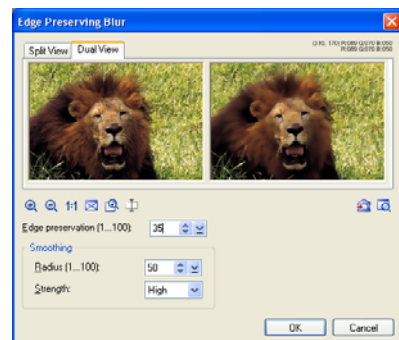 Edge Preserving Blur
Split View Dual View
1:1
Edge preservation (1...100): 35
Smoothing
Radius (1...100): 50
Strength: High
OK Cancel